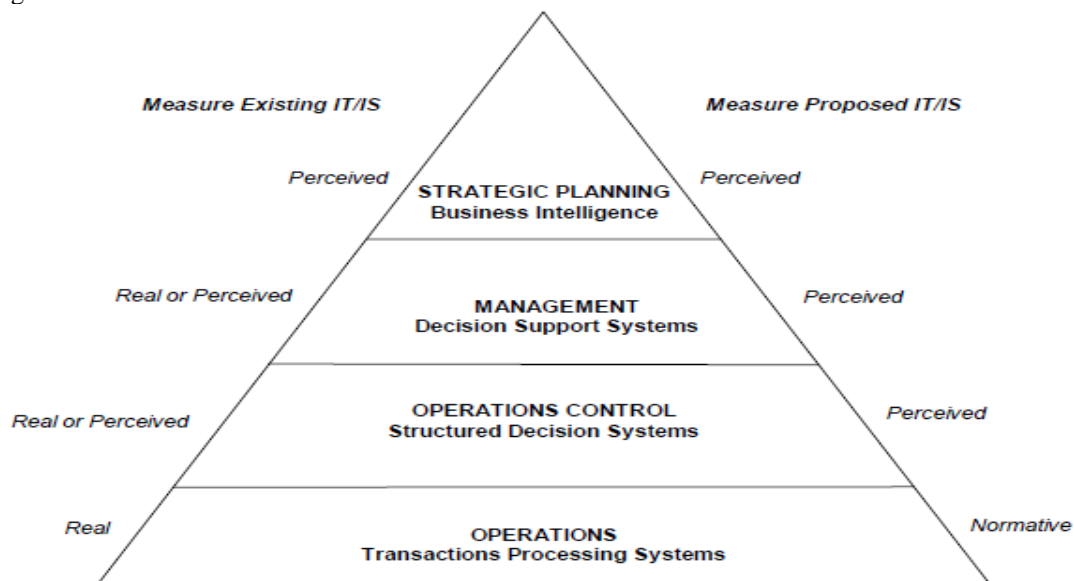 Measure Existing IT/IS
Measure Proposed IT/IS
Perceived
Perceived
STRATEGIC PLANNING
Business Intelligence
Real or Perceived
Perceived
MANAGEMENT
Decision Support Systems
Real or Perceived
Perceived
OPERATIONS CONTROL
Structured Decision Systems
Real
Normative
OPERATIONS
Transactions Processing Systems